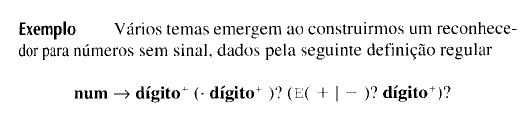 Exemplo Vários temas emergem ao construirmos um reconhece-
dor para números sem sinal, dados pela seguinte definição regular
num → dígito⁺ (· dígito⁺ )? (E( + | − )? dígito⁺)?